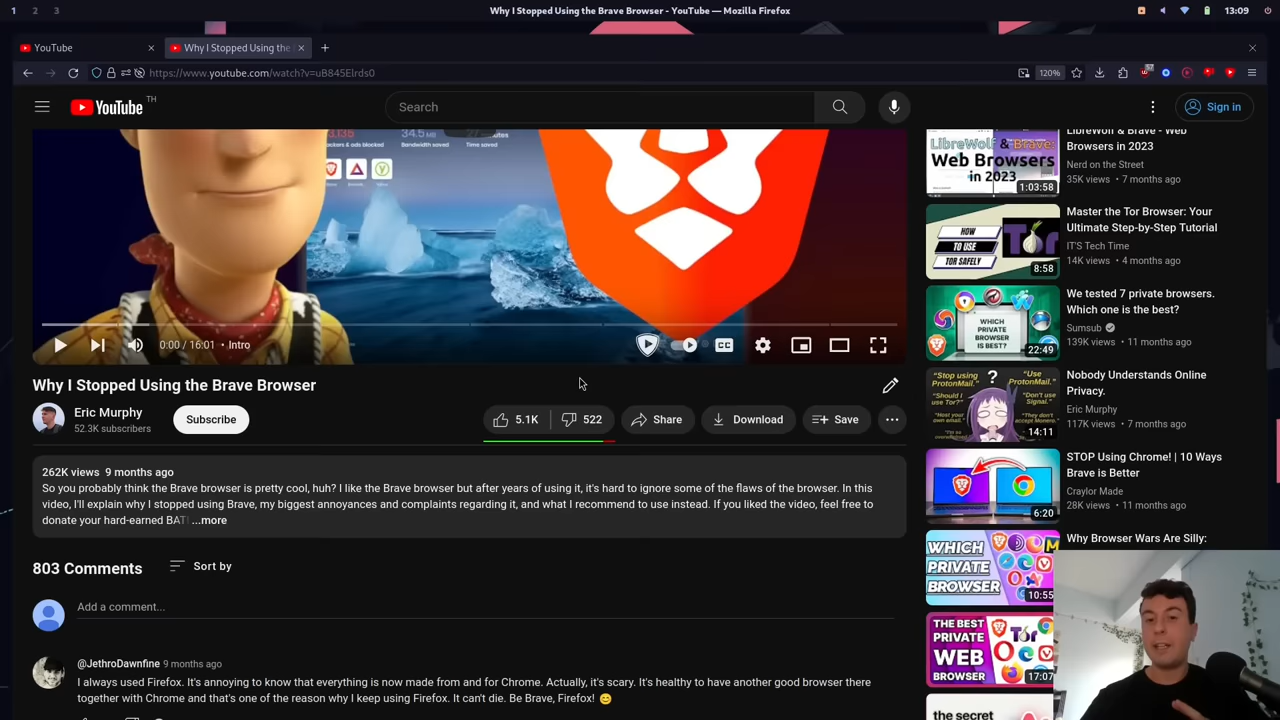 1 2 3
Why I Stopped Using the Brave Browser - YouTube — Mozilla Firefox
13:09
YouTube
Why I Stopped Using the
https://www.youtube.com/watch?v=uB845Elrds0
120%
YouTube TH
Search
Sign in
34.5 MB
Bandwidth saved
Time saved
0:00 / 16:01 • Intro
CC
Why I Stopped Using the Brave Browser
Eric Murphy
52.3K subscribers
Subscribe
5.1K
522
Share
Download
Save
262K views 9 months ago
So you probably think the Brave browser is pretty cool, huh? I like the Brave browser but after years of using it, it's hard to ignore some of the flaws of the browser. In this
video, I'll explain why I stopped using Brave, my biggest annoyances and complaints regarding it, and what I recommend to use instead. If you liked the video, feel free to
donate your hard-earned BAT ...more
803 Comments
Sort by
Add a comment...
@JethroDawnfine 9 months ago
I always used Firefox. It's annoying to know that everything is now made from and for Chrome. Actually, it's scary. It's healthy to have another good browser there
together with Chrome and that's one of the reason why I keep using Firefox. It can't die. Be Brave, Firefox! 😊
LibreWolf & Brave
Web Browsers
in 2023
1:03:58
LibreWolf & Brave - Web
Browsers in 2023
Nerd on the Street
35K views • 7 months ago
HOW
TO USE
TOR SAFELY
8:58
Master the Tor Browser: Your
Ultimate Step-by-Step Tutorial
IT'S Tech Time
14K views • 4 months ago
WHICH
PRIVATE
BROWSER
IS BEST?
22:49
We tested 7 private browsers.
Which one is the best?
Sumsub
139K views • 11 months ago
"Stop using
ProtonMail."
"Should I
use Tor?"
"Use
ProtonMail."
"Don't use
Signal."
14:11
Nobody Understands Online
Privacy.
Eric Murphy
117K views • 7 months ago
6:20
STOP Using Chrome! | 10 Ways
Brave is Better
Craylor Made
28K views • 11 months ago
WHICH
PRIVATE
BROWSER
10:55
Why Browser Wars Are Silly:
THE BEST
PRIVATE
WEB
BROWSER
17:07
the secret